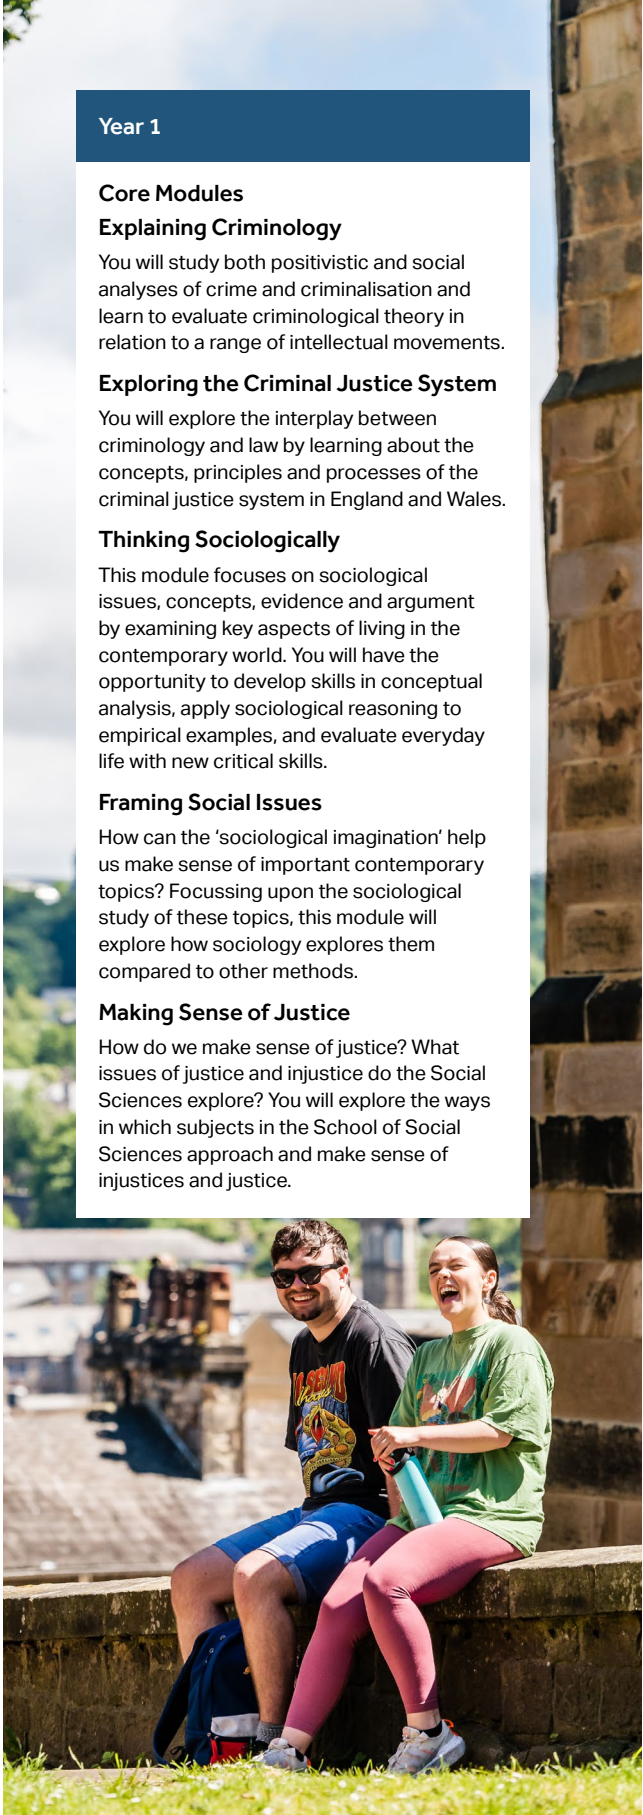 Year 1
Core Modules
Explaining Criminology
You will study both positivistic and social
analyses of crime and criminalisation and
learn to evaluate criminological theory in
relation to a range of intellectual movements.
Exploring the Criminal Justice System
You will explore the interplay between
criminology and law by learning about the
concepts, principles and processes of the
criminal justice system in England and Wales.
Thinking Sociologically
This module focuses on sociological
issues, concepts, evidence and argument
by examining key aspects of living in the
contemporary world. You will have the
opportunity to develop skills in conceptual
analysis, apply sociological reasoning to
empirical examples, and evaluate everyday
life with new critical skills.
Framing Social Issues
How can the ‘sociological imagination’ help
us make sense of important contemporary
topics? Focussing upon the sociological
study of these topics, this module will
explore how sociology explores them
compared to other methods.
Making Sense of Justice
How do we make sense of justice? What
issues of justice and injustice do the Social
Sciences explore? You will explore the ways
in which subjects in the School of Social
Sciences approach and make sense of
injustices and justice.